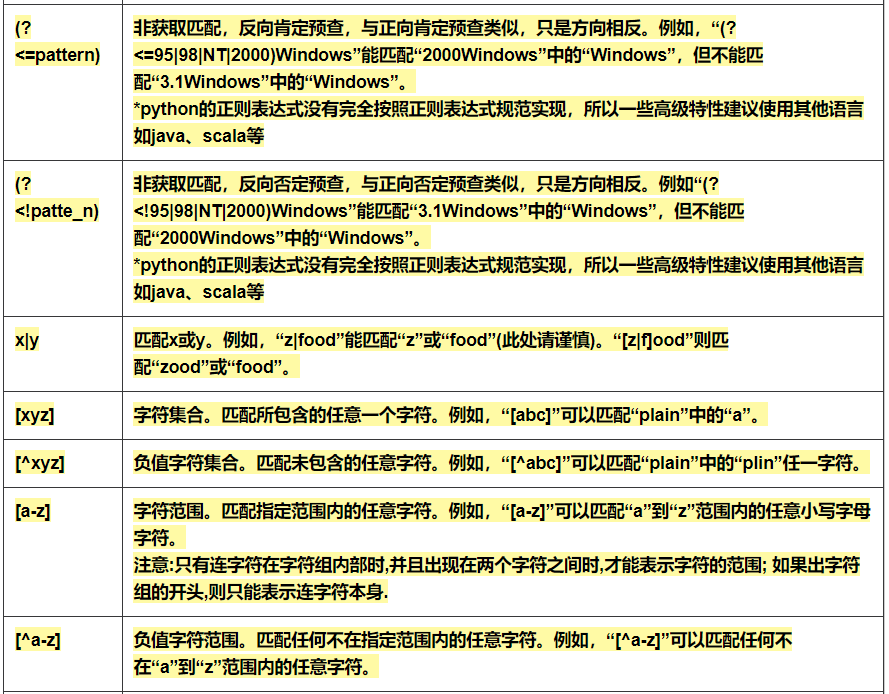 (?
<=pattern)
非获取匹配，反向肯定预查，与正向肯定预查类似，只是方向相反。例如，“(?
<=95|98|NT|2000)Windows”能匹配“2000Windows”中的“Windows”，但不能匹
配“3.1Windows”中的“Windows”。
*python的正则表达式没有完全按照正则表达式规范实现，所以一些高级特性建议使用其他语言
如java、scala等
(?
<!patte_n)
非获取匹配，反向否定预查，与正向否定预查类似，只是方向相反。例如“(?
<!95|98|NT|2000)Windows”能匹配“3.1Windows”中的“Windows”，但不能匹
配“2000Windows”中的“Windows”。
*python的正则表达式没有完全按照正则表达式规范实现，所以一些高级特性建议使用其他语言
如java、scala等
x|y
匹配x或y。例如，“z|food”能匹配“z”或“food”(此处请谨慎)。“[z|f]ood”则匹
配“zood”或“food”。
[xyz]
字符集合。匹配所包含的任意一个字符。例如，“[abc]”可以匹配“plain”中的“a”。
[^xyz]
负值字符集合。匹配未包含的任意字符。例如，“[^abc]”可以匹配“plain”中的“plin”任一字符。
[a-z]
字符范围。匹配指定范围内的任意字符。例如，“[a-z]”可以匹配“a”到“z”范围内的任意小写字母
字符。
注意:只有连字符在字符组内部时,并且出现在两个字符之间时,才能表示字符的范围; 如果出字符
组的开头,则只能表示连字符本身.
[^a-z]
负值字符范围。匹配任何不在指定范围内的任意字符。例如，“[^a-z]”可以匹配任何不
在“a”到“z”范围内的任意字符。